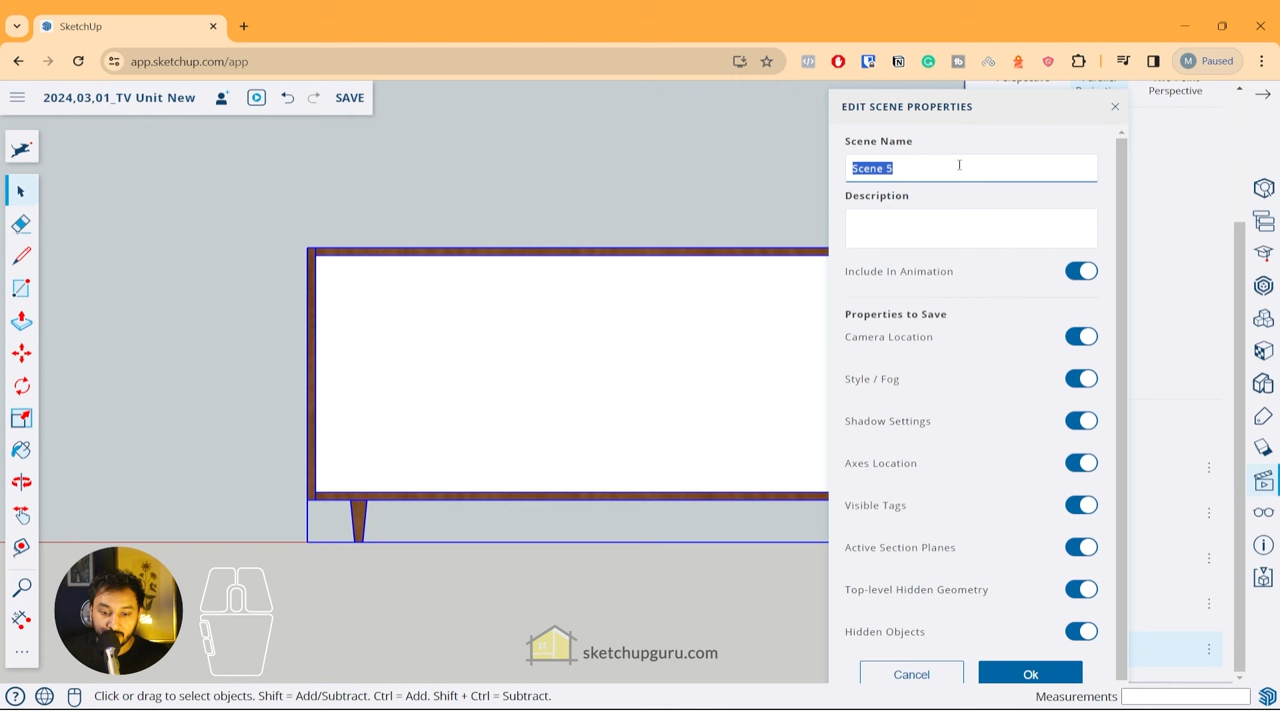 SketchUp
app.sketchup.com/app
M Paused
2024,03,01_TV Unit New
SAVE
Perspective
Perspective
EDIT SCENE PROPERTIES
Scene Name
Scene 5
Description
Include In Animation
Properties to Save
Camera Location
Style / Fog
Shadow Settings
Axes Location
Visible Tags
Active Section Planes
Top-level Hidden Geometry
Hidden Objects
Cancel
Ok
sketchupguru.com
Click or drag to select objects. Shift = Add/Subtract. Ctrl = Add. Shift + Ctrl = Subtract.
Measurements